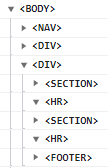 <BODY>
<NAV>
<DIV>
<DIV>
<SECTION>
<HR>
<SECTION>
<HR>
<FOOTER>